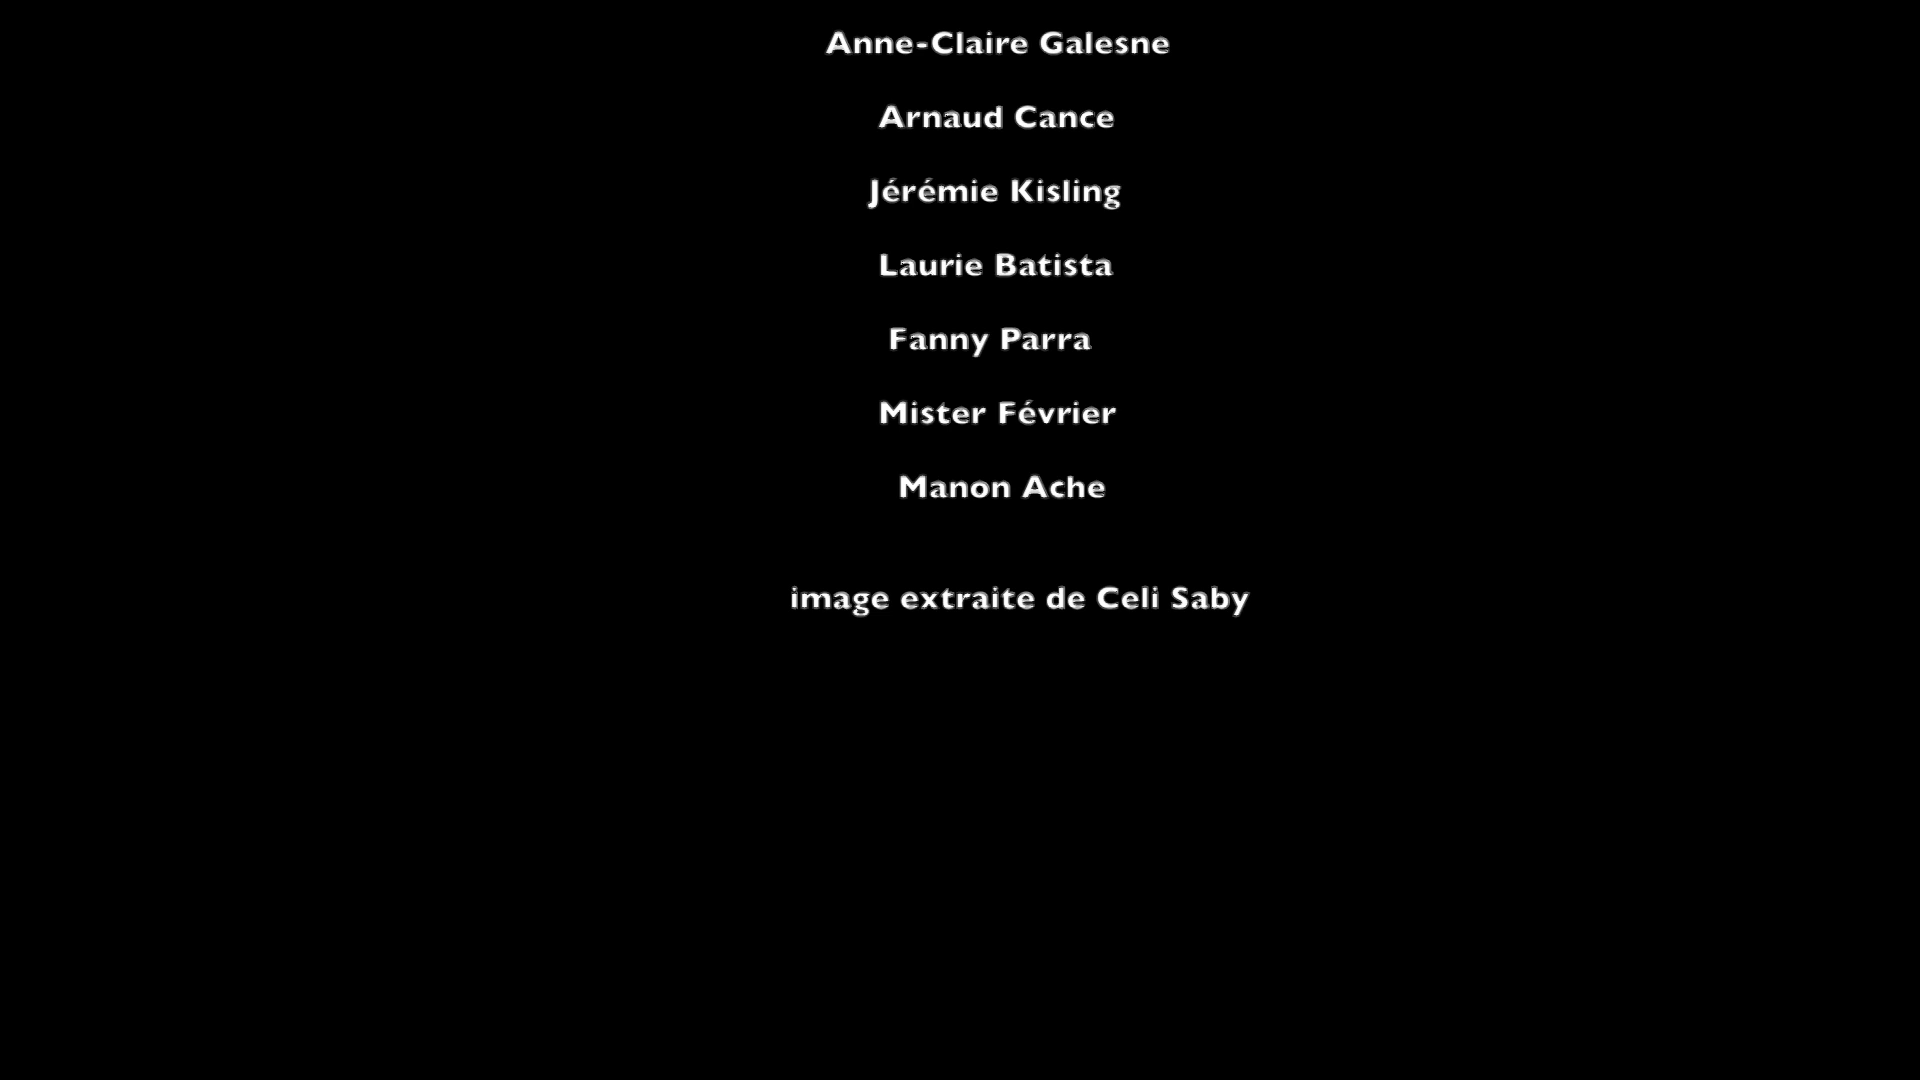 Anne-Claire Galesne
Arnaud Cance
Jérémie Kisling
Laurie Batista
Fanny Parra
Mister Février
Manon Ache
image extraite de Celi Saby